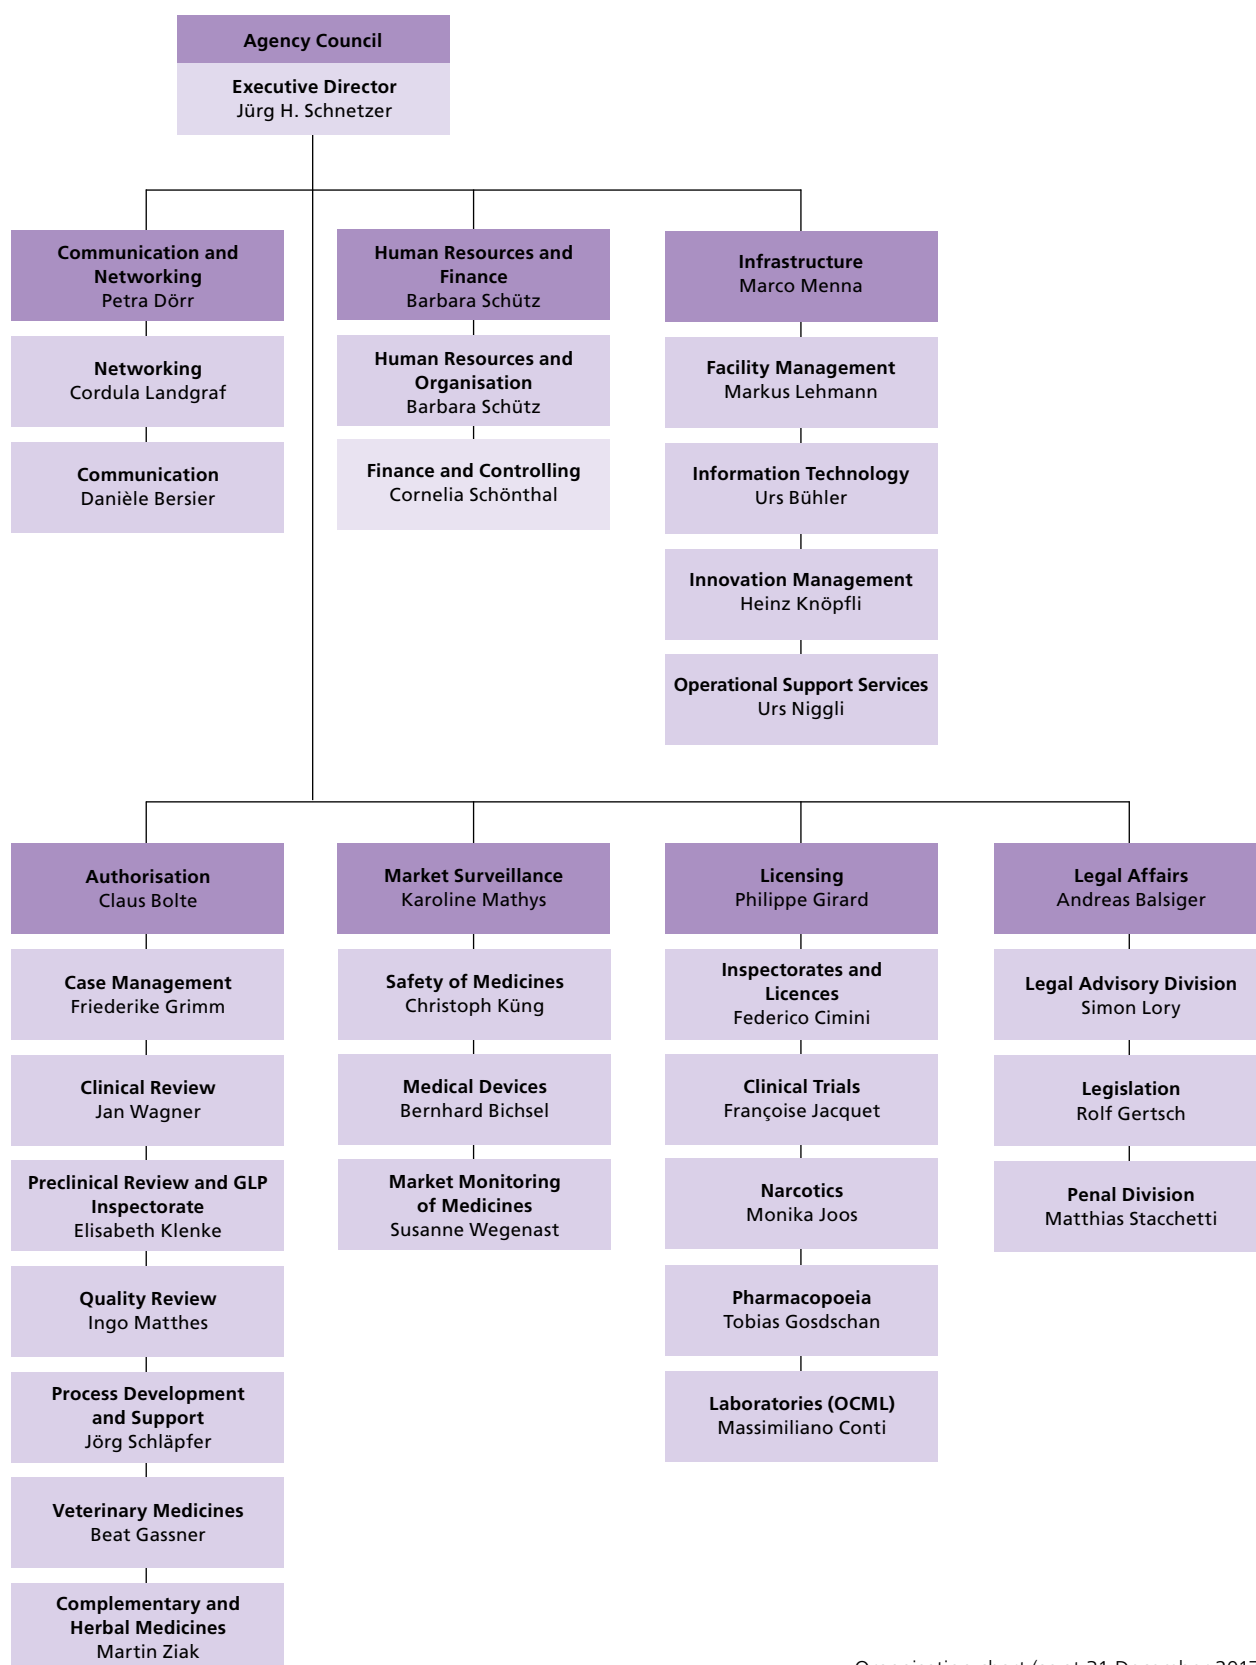 Agency Council
Executive Director
Jürg H. Schnetzer
Communication and
Networking
Petra Dörr
Networking
Cordula Landgraf
Communication
Danièle Bersier
Human Resources and
Finance
Barbara Schütz
Human Resources and
Organisation
Barbara Schütz
Finance and Controlling
Cornelia Schönthal
Infrastructure
Marco Menna
Facility Management
Markus Lehmann
Information Technology
Urs Bühler
Innovation Management
Heinz Knöpfli
Operational Support Services
Urs Niggli
Authorisation
Claus Bolte
Case Management
Friederike Grimm
Clinical Review
Jan Wagner
Preclinical Review and GLP
Inspectorate
Elisabeth Klenke
Quality Review
Ingo Matthes
Process Development
and Support
Jörg Schläpfer
Veterinary Medicines
Beat Gassner
Complementary and
Herbal Medicines
Martin Ziak
Market Surveillance
Karoline Mathys
Safety of Medicines
Christoph Küng
Medical Devices
Bernhard Bichsel
Market Monitoring
of Medicines
Susanne Wegenast
Licensing
Philippe Girard
Inspectorates and
Licences
Federico Cimini
Clinical Trials
Françoise Jacquet
Narcotics
Monika Joos
Pharmacopoeia
Tobias Gosdschan
Laboratories (OCML)
Massimiliano Conti
Legal Affairs
Andreas Balsiger
Legal Advisory Division
Simon Lory
Legislation
Rolf Gertsch
Penal Division
Matthias Stacchetti